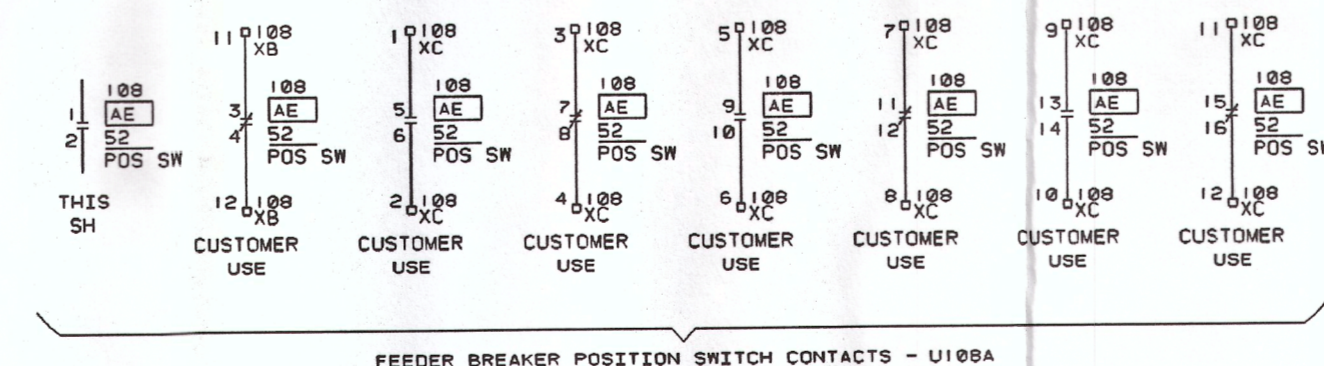 1
2
108
AE
52
POS SW
THIS
SH
11 108
XB
3
4
108
AE
52
POS SW
12 108
XB
CUSTOMER
USE
1 108
XC
5
6
108
AE
52
POS SW
2 108
XC
CUSTOMER
USE
3 108
XC
7
8
108
AE
52
POS SW
4 108
XC
CUSTOMER
USE
5 108
XC
9
10
108
AE
52
POS SW
6 108
XC
CUSTOMER
USE
7 108
XC
11
12
108
AE
52
POS SW
8 108
XC
CUSTOMER
USE
9 108
XC
13
14
108
AE
52
POS SW
10 108
XC
CUSTOMER
USE
11 108
XC
15
16
108
AE
52
POS
12 108
XC
CUSTOMER
USE
FEEDER BREAKER POSITION SWITCH CONTACTS - U108A